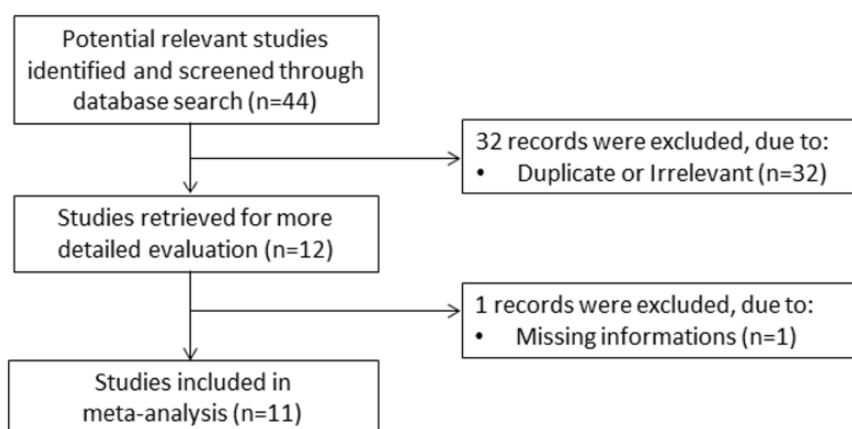 Potential relevant studies
identified and screened through
database search (n=44)
32 records were excluded, due to:
• Duplicate or Irrelevant (n=32)
Studies retrieved for more
detailed evaluation (n=12)
1 records were excluded, due to:
• Missing informations (n=1)
Studies included in
meta-analysis (n=11)